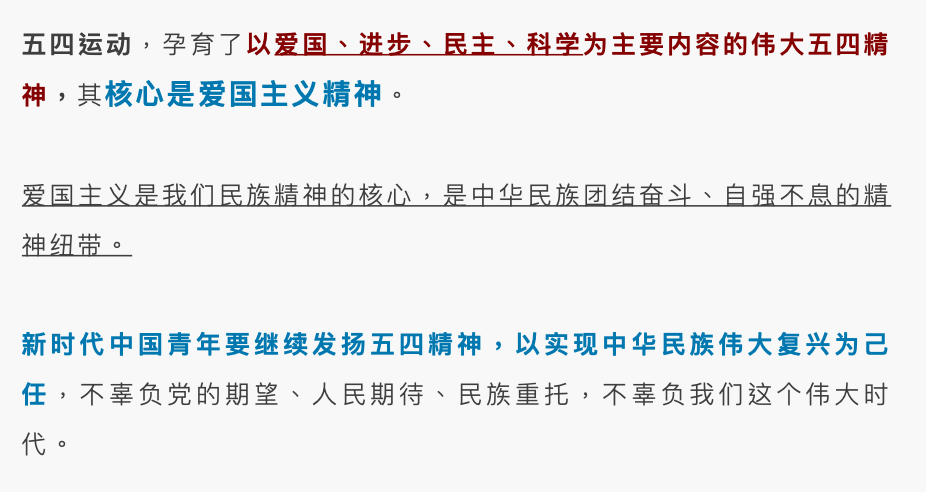 五四运动，孕育了以爱国、进步、民主、科学为主要内容的伟大五四精
神，其核心是爱国主义精神。
爱国主义是我们民族精神的核心，是中华民族团结奋斗、自强不息的精
神纽带。
新时代中国青年要继续发扬五四精神，以实现中华民族伟大复兴为己
任，不辜负党的期望、人民期待、民族重托，不辜负我们这个伟大时
代。